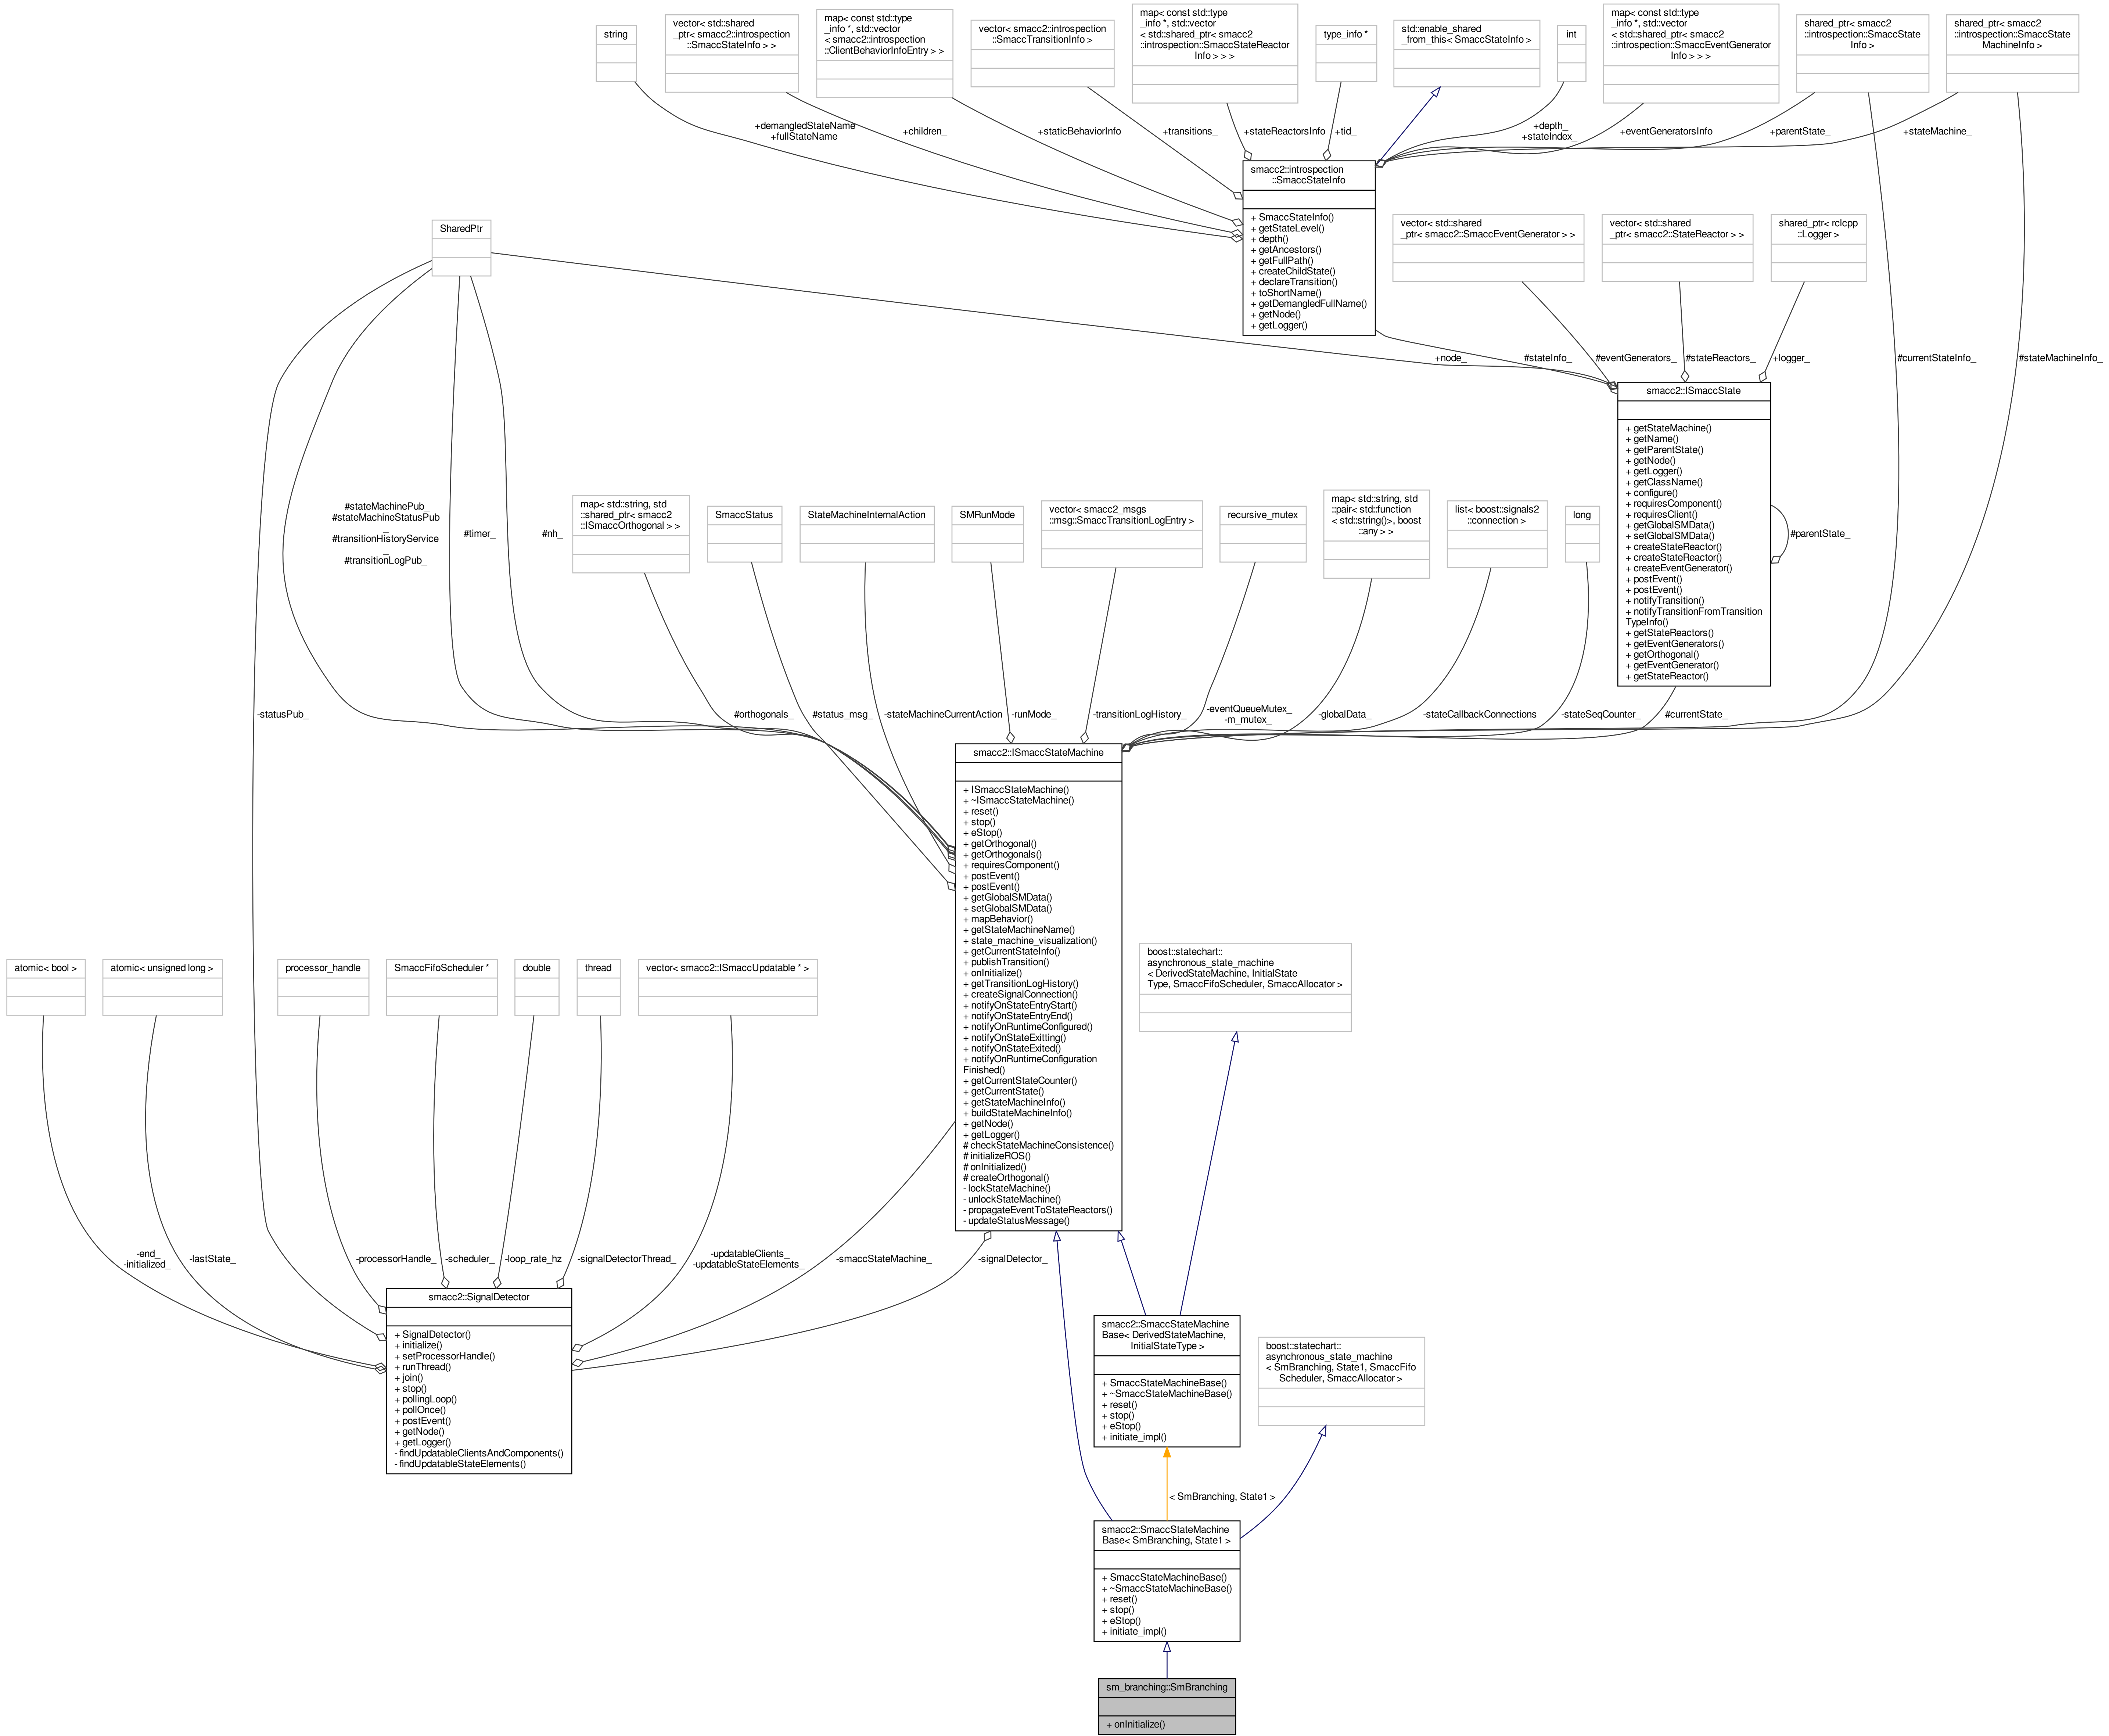 string
vector< std::shared
_ptr< smacc2::introspection
::SmaccStateInfo > >
map< const std::type
_info *, std::vector
< smacc2::introspection
::ClientBehaviorInfoEntry > >
vector< smacc2::introspection
::SmaccTransitionInfo >
map< const std::type
_info *, std::vector
< std::shared_ptr< smacc2
::introspection::SmaccStateReactor
Info > > >
type_info *
std::enable_shared
_from_this< SmaccStateInfo >
int
map< const std::type
_info *, std::vector
< std::shared_ptr< smacc2
::introspection::SmaccEventGenerator
Info > > >
shared_ptr< smacc2
::introspection::SmaccState
Info >
shared_ptr< smacc2
::introspection::SmaccState
MachineInfo >
+demangledStateName
+fullStateName
+children_
+staticBehaviorInfo
+transitions_
+stateReactorsInfo
+tid_
+depth_
+stateIndex_
+eventGeneratorsInfo
+parentState_
+stateMachine_
smacc2::introspection
::SmaccStateInfo
+ SmaccStateInfo()
+ getStateLevel()
+ depth()
+ getAncestors()
+ getFullPath()
+ createChildState()
+ declareTransition()
+ toShortName()
+ getDemangledFullName()
+ getNode()
+ getLogger()
SharedPtr
vector< std::shared
_ptr< smacc2::SmaccEventGenerator > >
vector< std::shared
_ptr< smacc2::StateReactor > >
shared_ptr< rclcpp
::Logger >
+node_
#stateInfo_
#eventGenerators_
#stateReactors_
+logger_
#currentStateInfo_
#stateMachineInfo_
smacc2::ISmaccState
+ getStateMachine()
+ getName()
+ getParentState()
+ getNode()
+ getLogger()
+ getClassName()
+ configure()
+ requiresComponent()
+ requiresClient()
+ getGlobalSMData()
+ setGlobalSMData()
+ createStateReactor()
+ createStateReactor()
+ createEventGenerator()
+ postEvent()
+ postEvent()
+ notifyTransition()
+ notifyTransitionFromTransition
TypeInfo()
+ getStateReactors()
+ getEventGenerators()
+ getOrthogonal()
+ getEventGenerator()
+ getStateReactor()
#parentState_
#stateMachinePub_
#stateMachineStatusPub
_
#transitionHistoryService
_
#transitionLogPub_
#timer_
#nh_
map< std::string, std
::shared_ptr< smacc2
::ISmaccOrthogonal > >
SmaccStatus
StateMachineInternalAction
SMRunMode
vector< smacc2_msgs
::msg::SmaccTransitionLogEntry >
recursive_mutex
map< std::string, std
::pair< std::function
< std::string()>, boost
::any > >
list< boost::signals2
::connection >
long
-statusPub_
#orthogonals_
#status_msg_
-stateMachineCurrentAction
-runMode_
-transitionLogHistory_
-eventQueueMutex_
-m_mutex_
-globalData_
-stateCallbackConnections
-stateSeqCounter_
#currentState_
smacc2::ISmaccStateMachine
+ ISmaccStateMachine()
+ ~ISmaccStateMachine()
+ reset()
+ stop()
+ eStop()
+ getOrthogonal()
+ getOrthogonals()
+ requiresComponent()
+ postEvent()
+ postEvent()
+ getGlobalSMData()
+ setGlobalSMData()
+ mapBehavior()
+ getStateMachineName()
+ state_machine_visualization()
+ getCurrentStateInfo()
+ publishTransition()
+ onInitialize()
+ getTransitionLogHistory()
+ createSignalConnection()
+ notifyOnStateEntryStart()
+ notifyOnStateEntryEnd()
+ notifyOnRuntimeConfigured()
+ notifyOnStateExitting()
+ notifyOnStateExited()
+ notifyOnRuntimeConfiguration
Finished()
+ getCurrentStateCounter()
+ getCurrentState()
+ getStateMachineInfo()
+ buildStateMachineInfo()
+ getNode()
+ getLogger()
# checkStateMachineConsistence()
# initializeROS()
# onInitialized()
# createOrthogonal()
- lockStateMachine()
- unlockStateMachine()
- propagateEventToStateReactors()
- updateStatusMessage()
atomic< bool >
atomic< unsigned long >
processor_handle
SmaccFifoScheduler *
double
thread
vector< smacc2::ISmaccUpdatable * >
boost::statechart::
asynchronous_state_machine
< DerivedStateMachine, InitialState
Type, SmaccFifoScheduler, SmaccAllocator >
-end_
-initialized_
-lastState_
-processorHandle_
-scheduler_
-loop_rate_hz
-signalDetectorThread_
-updatableClients_
-updatableStateElements_
-smaccStateMachine_
-signalDetector_
smacc2::SignalDetector
+ SignalDetector()
+ initialize()
+ setProcessorHandle()
+ runThread()
+ join()
+ stop()
+ pollingLoop()
+ pollOnce()
+ postEvent()
+ getNode()
+ getLogger()
- findUpdatableClientsAndComponents()
- findUpdatableStateElements()
smacc2::SmaccStateMachine
Base< DerivedStateMachine,
InitialStateType >
+ SmaccStateMachineBase()
+ ~SmaccStateMachineBase()
+ reset()
+ stop()
+ eStop()
+ initiate_impl()
boost::statechart::
asynchronous_state_machine
< SmBranching, State1, SmaccFifo
Scheduler, SmaccAllocator >
< SmBranching, State1 >
smacc2::SmaccStateMachine
Base< SmBranching, State1 >
+ SmaccStateMachineBase()
+ ~SmaccStateMachineBase()
+ reset()
+ stop()
+ eStop()
+ initiate_impl()
sm_branching::SmBranching
+ onInitialize()